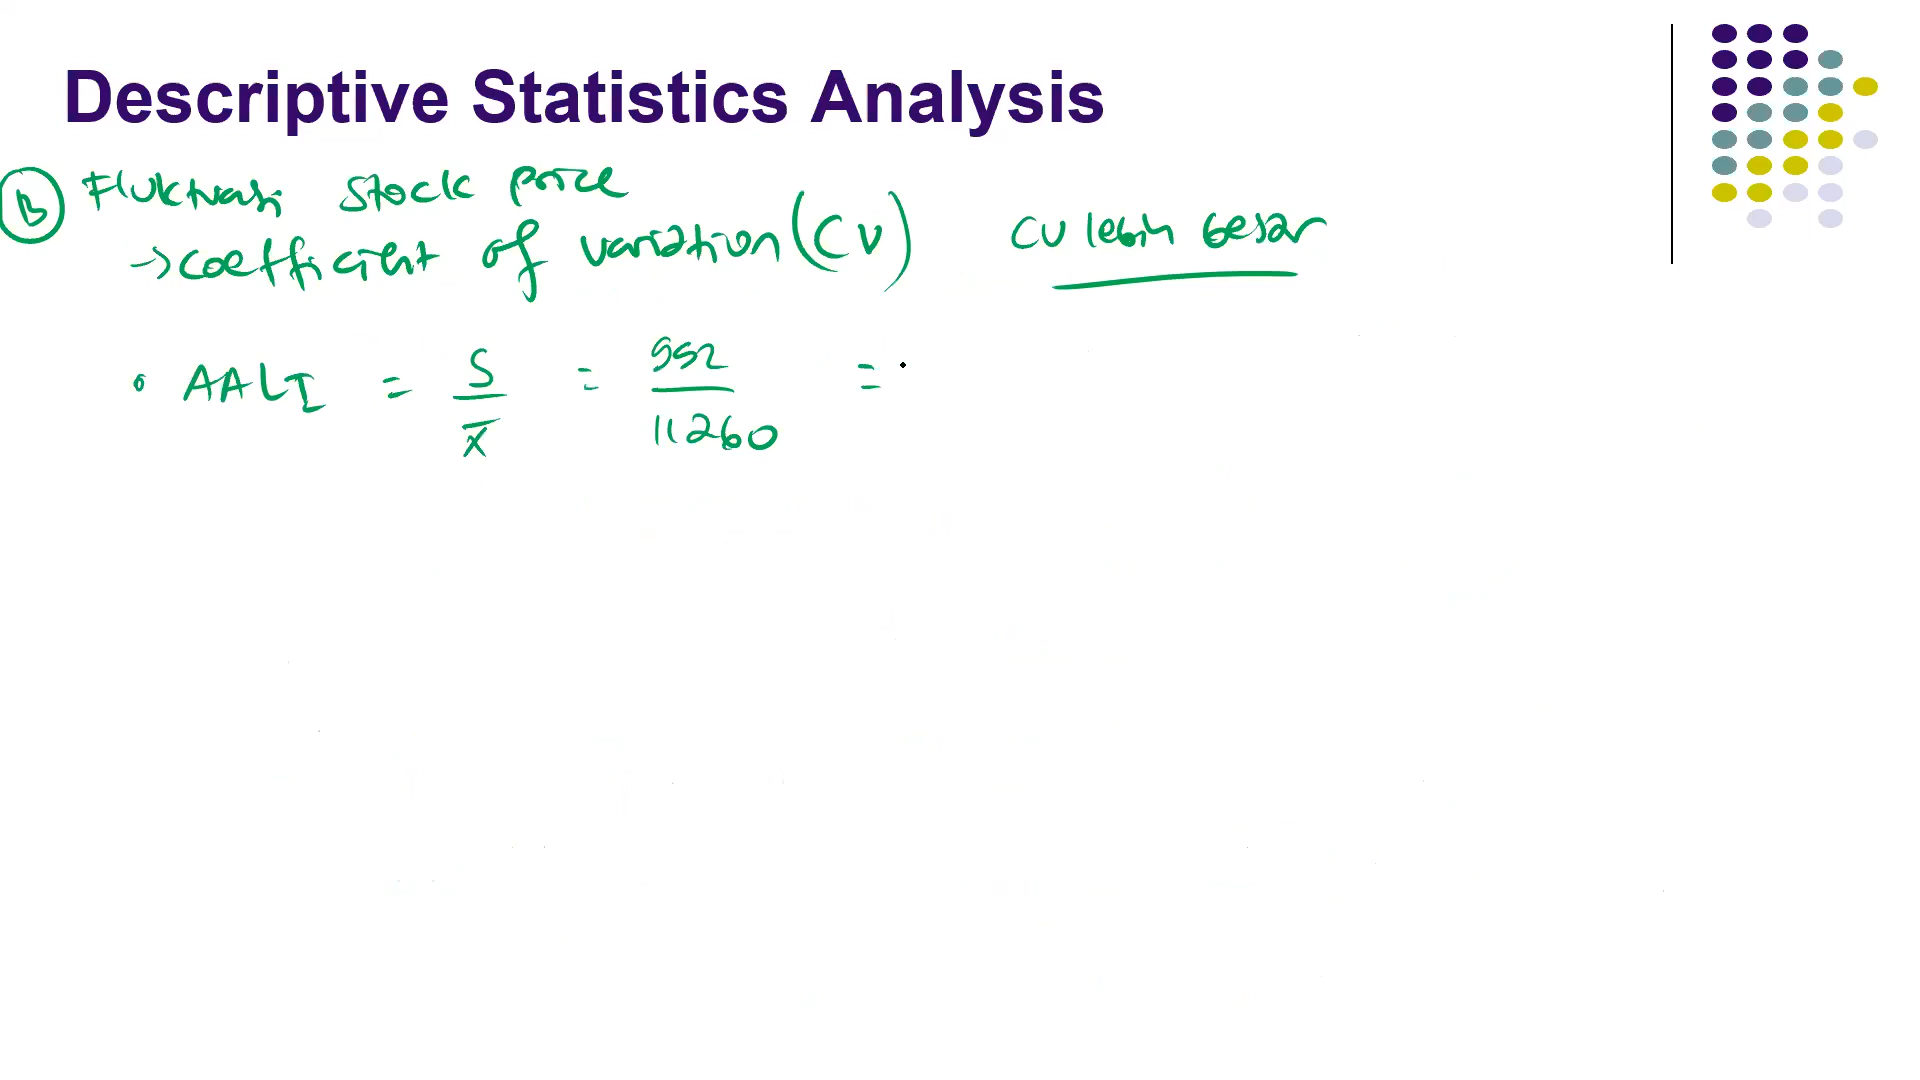 Descriptive Statistics Analysis
b Fluktuasi stock price
→ coefficient of variation (CV) CV lebih besar
• AALI = S / x̄ = 952 / 11260 =